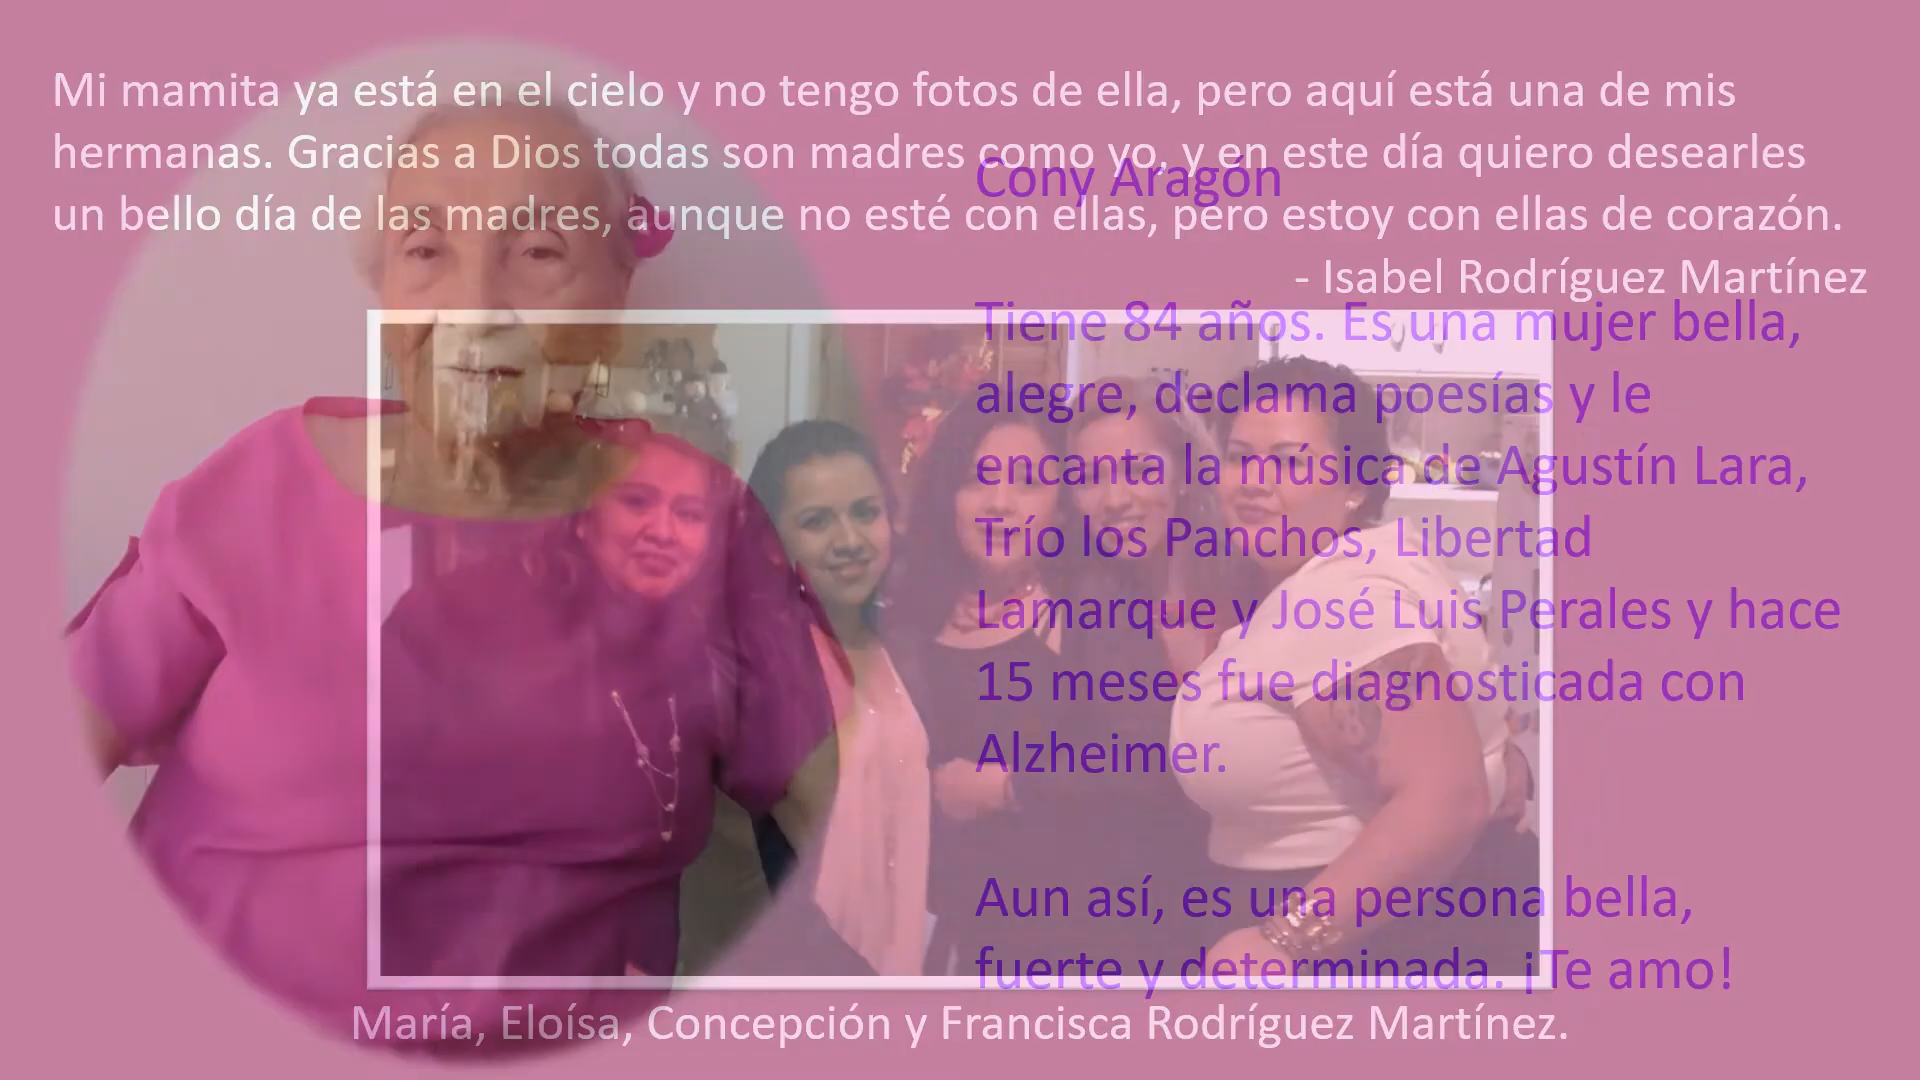 Mi mamita ya está en el cielo y no tengo fotos de ella, pero aquí está una de mis
hermanas. Gracias a Dios todas son madres como yo, y en este día quiero desearles
un bello día de las madres, aunque no esté con ellas, pero estoy con ellas de corazón.
- Isabel Rodríguez Martínez
Cony Aragón
Tiene 84 años. Es una mujer bella,
alegre, declama poesías y le
encanta la música de Agustín Lara,
Trío los Panchos, Libertad
Lamarque y José Luis Perales y hace
15 meses fue diagnosticada con
Alzheimer.
Aun así, es una persona bella,
fuerte y determinada. ¡Te amo!
María, Eloísa, Concepción y Francisca Rodríguez Martínez.